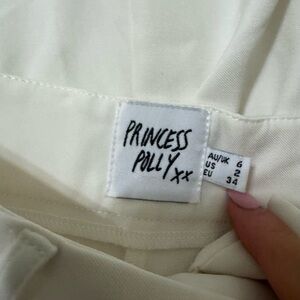 PRINCESS
POLLY xx
AU/UK 6
US 2
EU 34